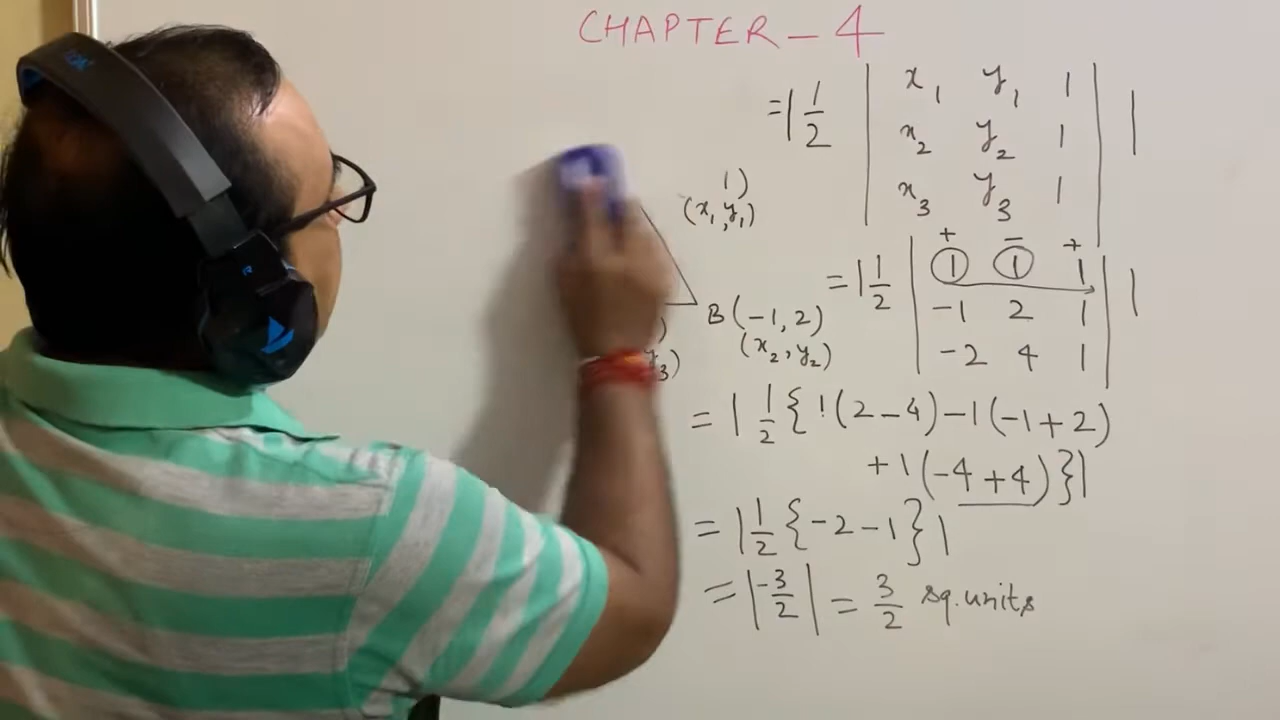 CHAPTER - 4
= | 1/2 | x₁ y₁ 1 | |
x₂ y₂ 1
x₃ y₃ 1
1)
(x₁, y₁)
+ − +
= | 1/2 | 1 1 1 | |
-1 2 1
-2 4 1
B(-1, 2)
(x₂, y₂)
)
y₃)
= | 1/2 { 1(2-4) -1(-1+2)
+1(-4+4)} |
= | 1/2 { -2-1 } |
= | -3/2 | = 3/2 sq. units